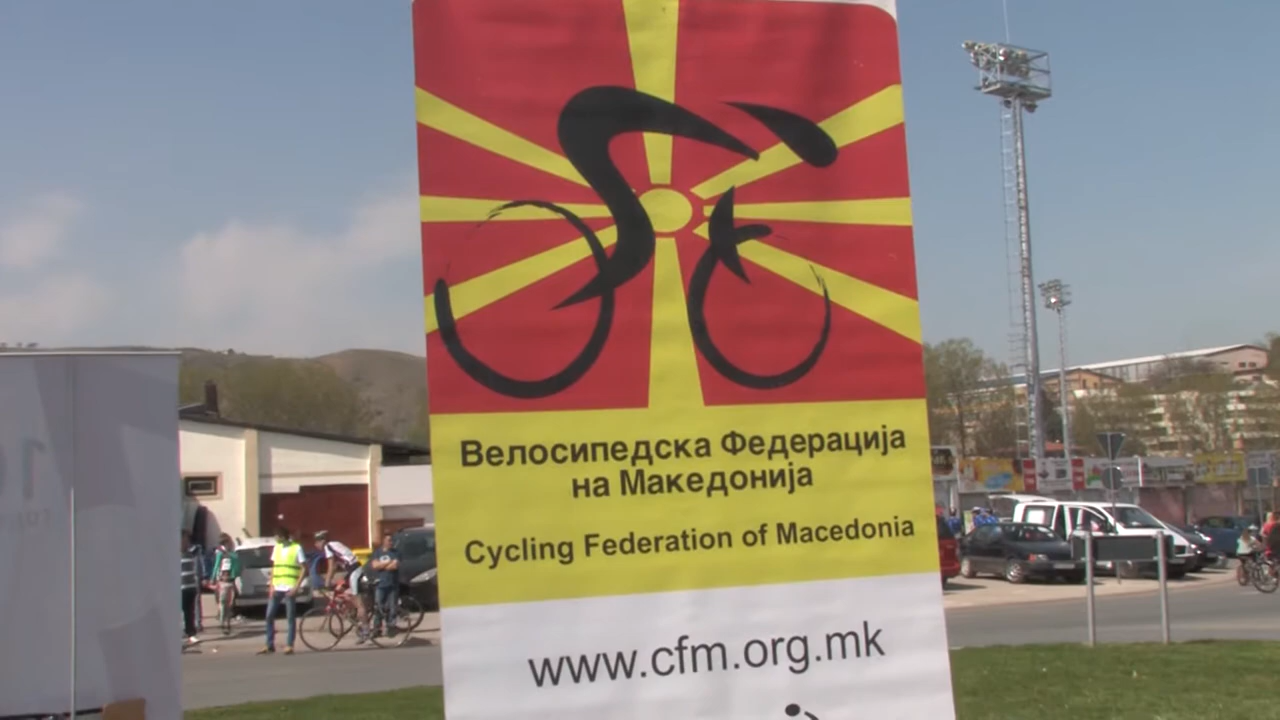 Велосипедска Федерација
на Македонија
Cycling Federation of Macedonia
www.cfm.org.mk